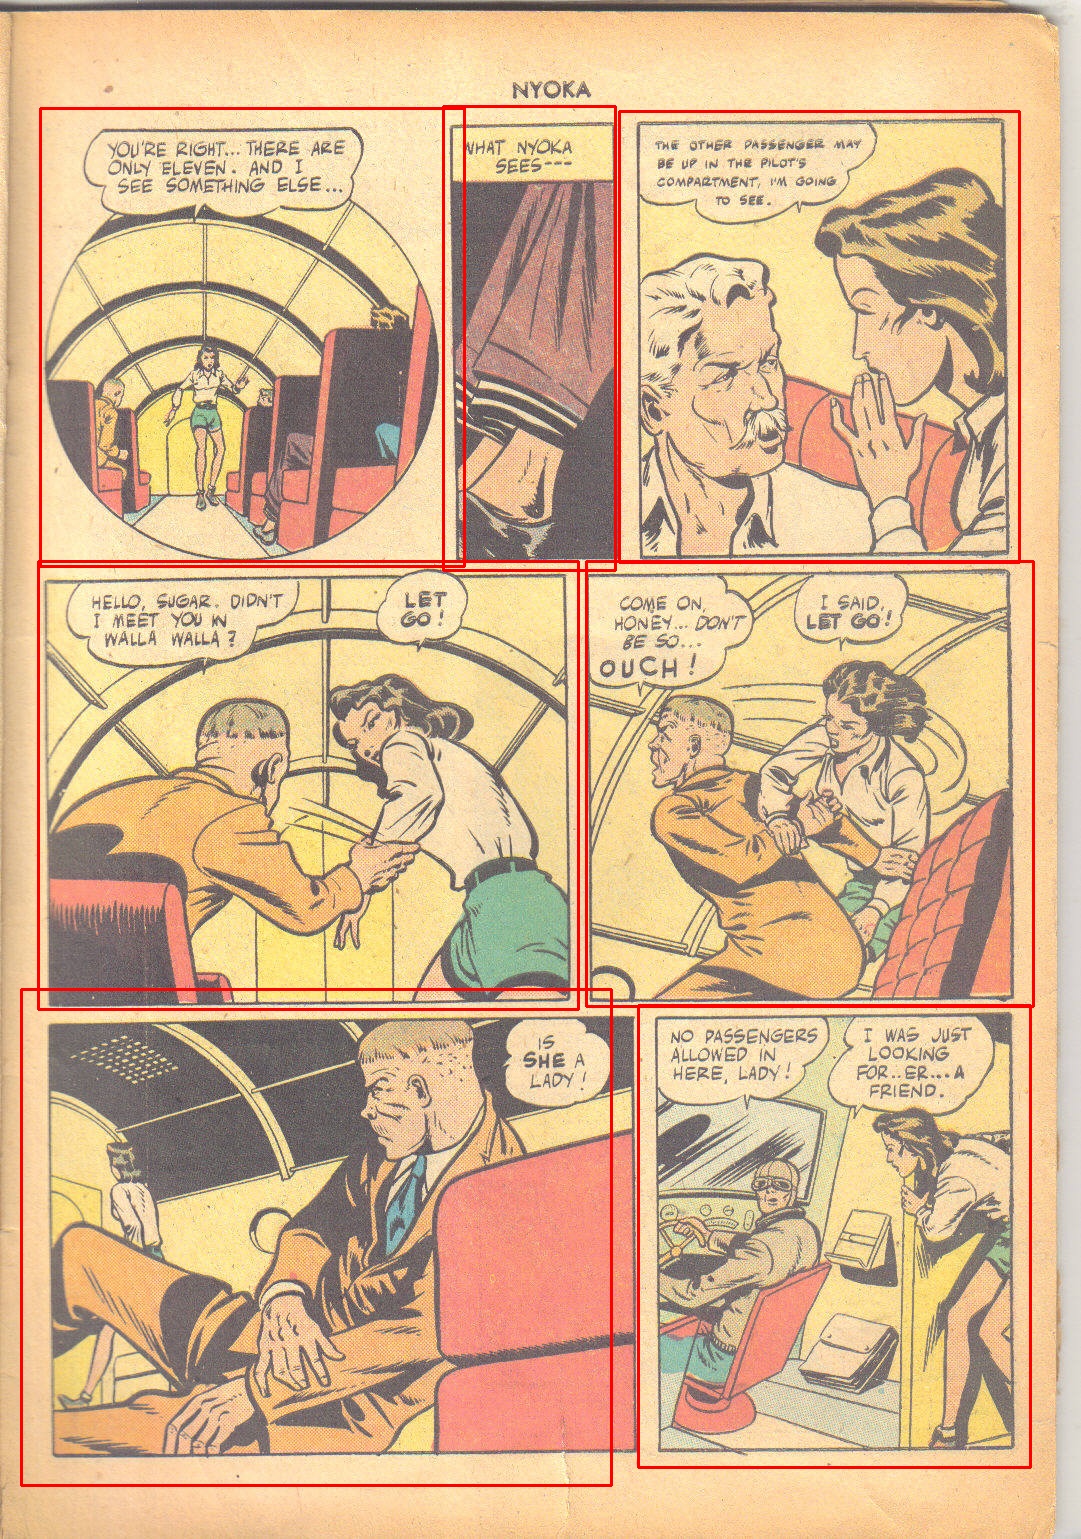 NYOKA
YOU'RE RIGHT... THERE ARE
ONLY ELEVEN. AND I
SEE SOMETHING ELSE...
WHAT NYOKA
SEES---
THE OTHER PASSENGER MAY
BE UP IN THE PILOT'S
COMPARTMENT, I'M GOING
TO SEE.
HELLO, SUGAR. DIDN'T
I MEET YOU IN
WALLA WALLA?
LET
GO!
COME ON,
HONEY... DON'T
BE SO...
OUCH!
I SAID,
LET GO!
IS
SHE A
LADY!
NO PASSENGERS
ALLOWED IN
HERE, LADY!
I WAS JUST
LOOKING
FOR..ER...A
FRIEND.